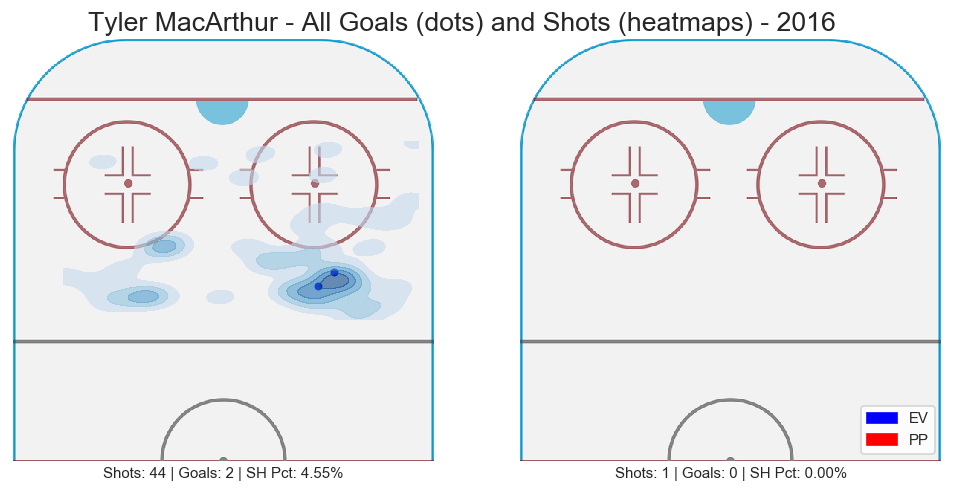 Tyler MacArthur - All Goals (dots) and Shots (heatmaps) - 2016
EV
PP
Shots: 44 | Goals: 2 | SH Pct: 4.55%
Shots: 1 | Goals: 0 | SH Pct: 0.00%